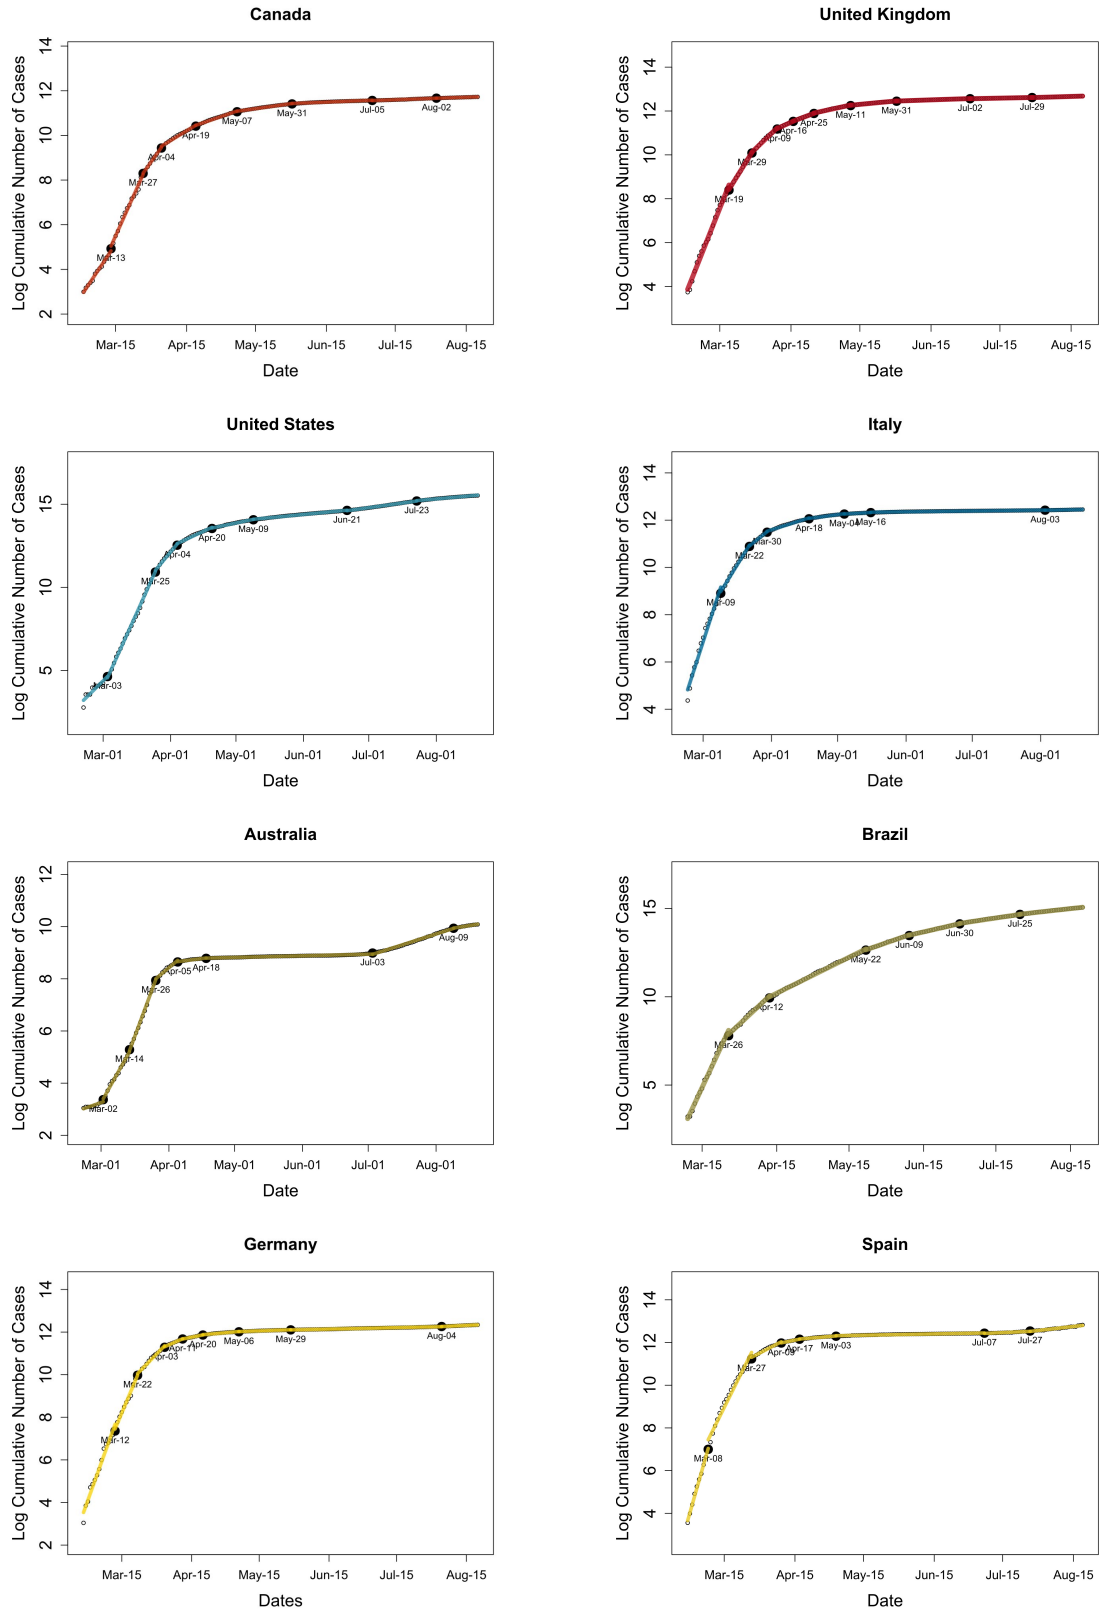 Canada
Log Cumulative Number of Cases
14
12
10
8
6
4
2
Mar-13
Mar-27
Apr-04
Apr-19
May-07
May-31
Jul-05
Aug-02
Mar-15 Apr-15 May-15 Jun-15 Jul-15 Aug-15
Date
United Kingdom
Log Cumulative Number of Cases
14
12
10
8
6
4
Mar-19
Mar-29
Apr-09
Apr-16
Apr-25
May-11
May-31
Jul-02
Jul-29
Mar-15 Apr-15 May-15 Jun-15 Jul-15 Aug-15
Date
United States
Log Cumulative Number of Cases
15
10
5
Mar-03
Mar-25
Apr-04
Apr-20
May-09
Jun-21
Jul-23
Mar-01 Apr-01 May-01 Jun-01 Jul-01 Aug-01
Date
Italy
Log Cumulative Number of Cases
14
12
10
8
6
4
Mar-09
Mar-22
Mar-30
Apr-18
May-04
May-16
Aug-03
Mar-01 Apr-01 May-01 Jun-01 Jul-01 Aug-01
Date
Australia
Log Cumulative Number of Cases
12
10
8
6
4
2
Mar-02
Mar-14
Mar-26
Apr-05
Apr-18
Jul-03
Aug-09
Mar-01 Apr-01 May-01 Jun-01 Jul-01 Aug-01
Date
Brazil
Log Cumulative Number of Cases
15
10
5
Mar-26
Apr-12
May-22
Jun-09
Jun-30
Jul-25
Mar-15 Apr-15 May-15 Jun-15 Jul-15 Aug-15
Date
Germany
Log Cumulative Number of Cases
14
12
10
8
6
4
2
Mar-12
Mar-22
Apr-03
Apr-20
May-06
May-29
Aug-04
Mar-15 Apr-15 May-15 Jun-15 Jul-15 Aug-15
Dates
Spain
Log Cumulative Number of Cases
14
12
10
8
6
4
Mar-08
Mar-27
Apr-09
Apr-17
May-03
Jul-07
Jul-27
Mar-15 Apr-15 May-15 Jun-15 Jul-15 Aug-15
Date